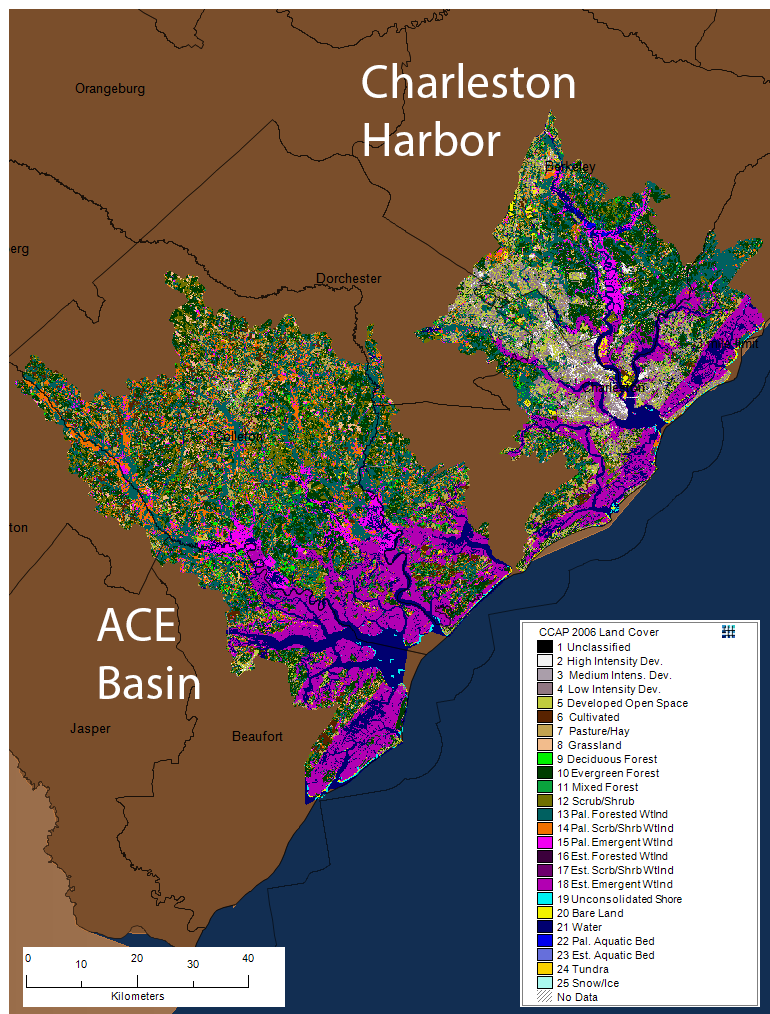 Orangeburg
Charleston
Harbor
Berkeley
erg
Dorchester
Colleton
ton
ACE
Basin
Jasper
Beaufort
CCAP 2006 Land Cover
1 Unclassified
2 High Intensity Dev.
3 Medium Intens. Dev.
4 Low Intensity Dev.
5 Developed Open Space
6 Cultivated
7 Pasture/Hay
8 Grassland
9 Deciduous Forest
10 Evergreen Forest
11 Mixed Forest
12 Scrub/Shrub
13 Pal. Forested Wtlnd
14 Pal. Scrb/Shrb Wtlnd
15 Pal. Emergent Wtlnd
16 Est. Forested Wtlnd
17 Est. Scrb/Shrb Wtlnd
18 Est. Emergent Wtlnd
19 Unconsolidated Shore
20 Bare Land
21 Water
22 Pal. Aquatic Bed
23 Est. Aquatic Bed
24 Tundra
25 Snow/Ice
No Data
0 10 20 30 40
Kilometers